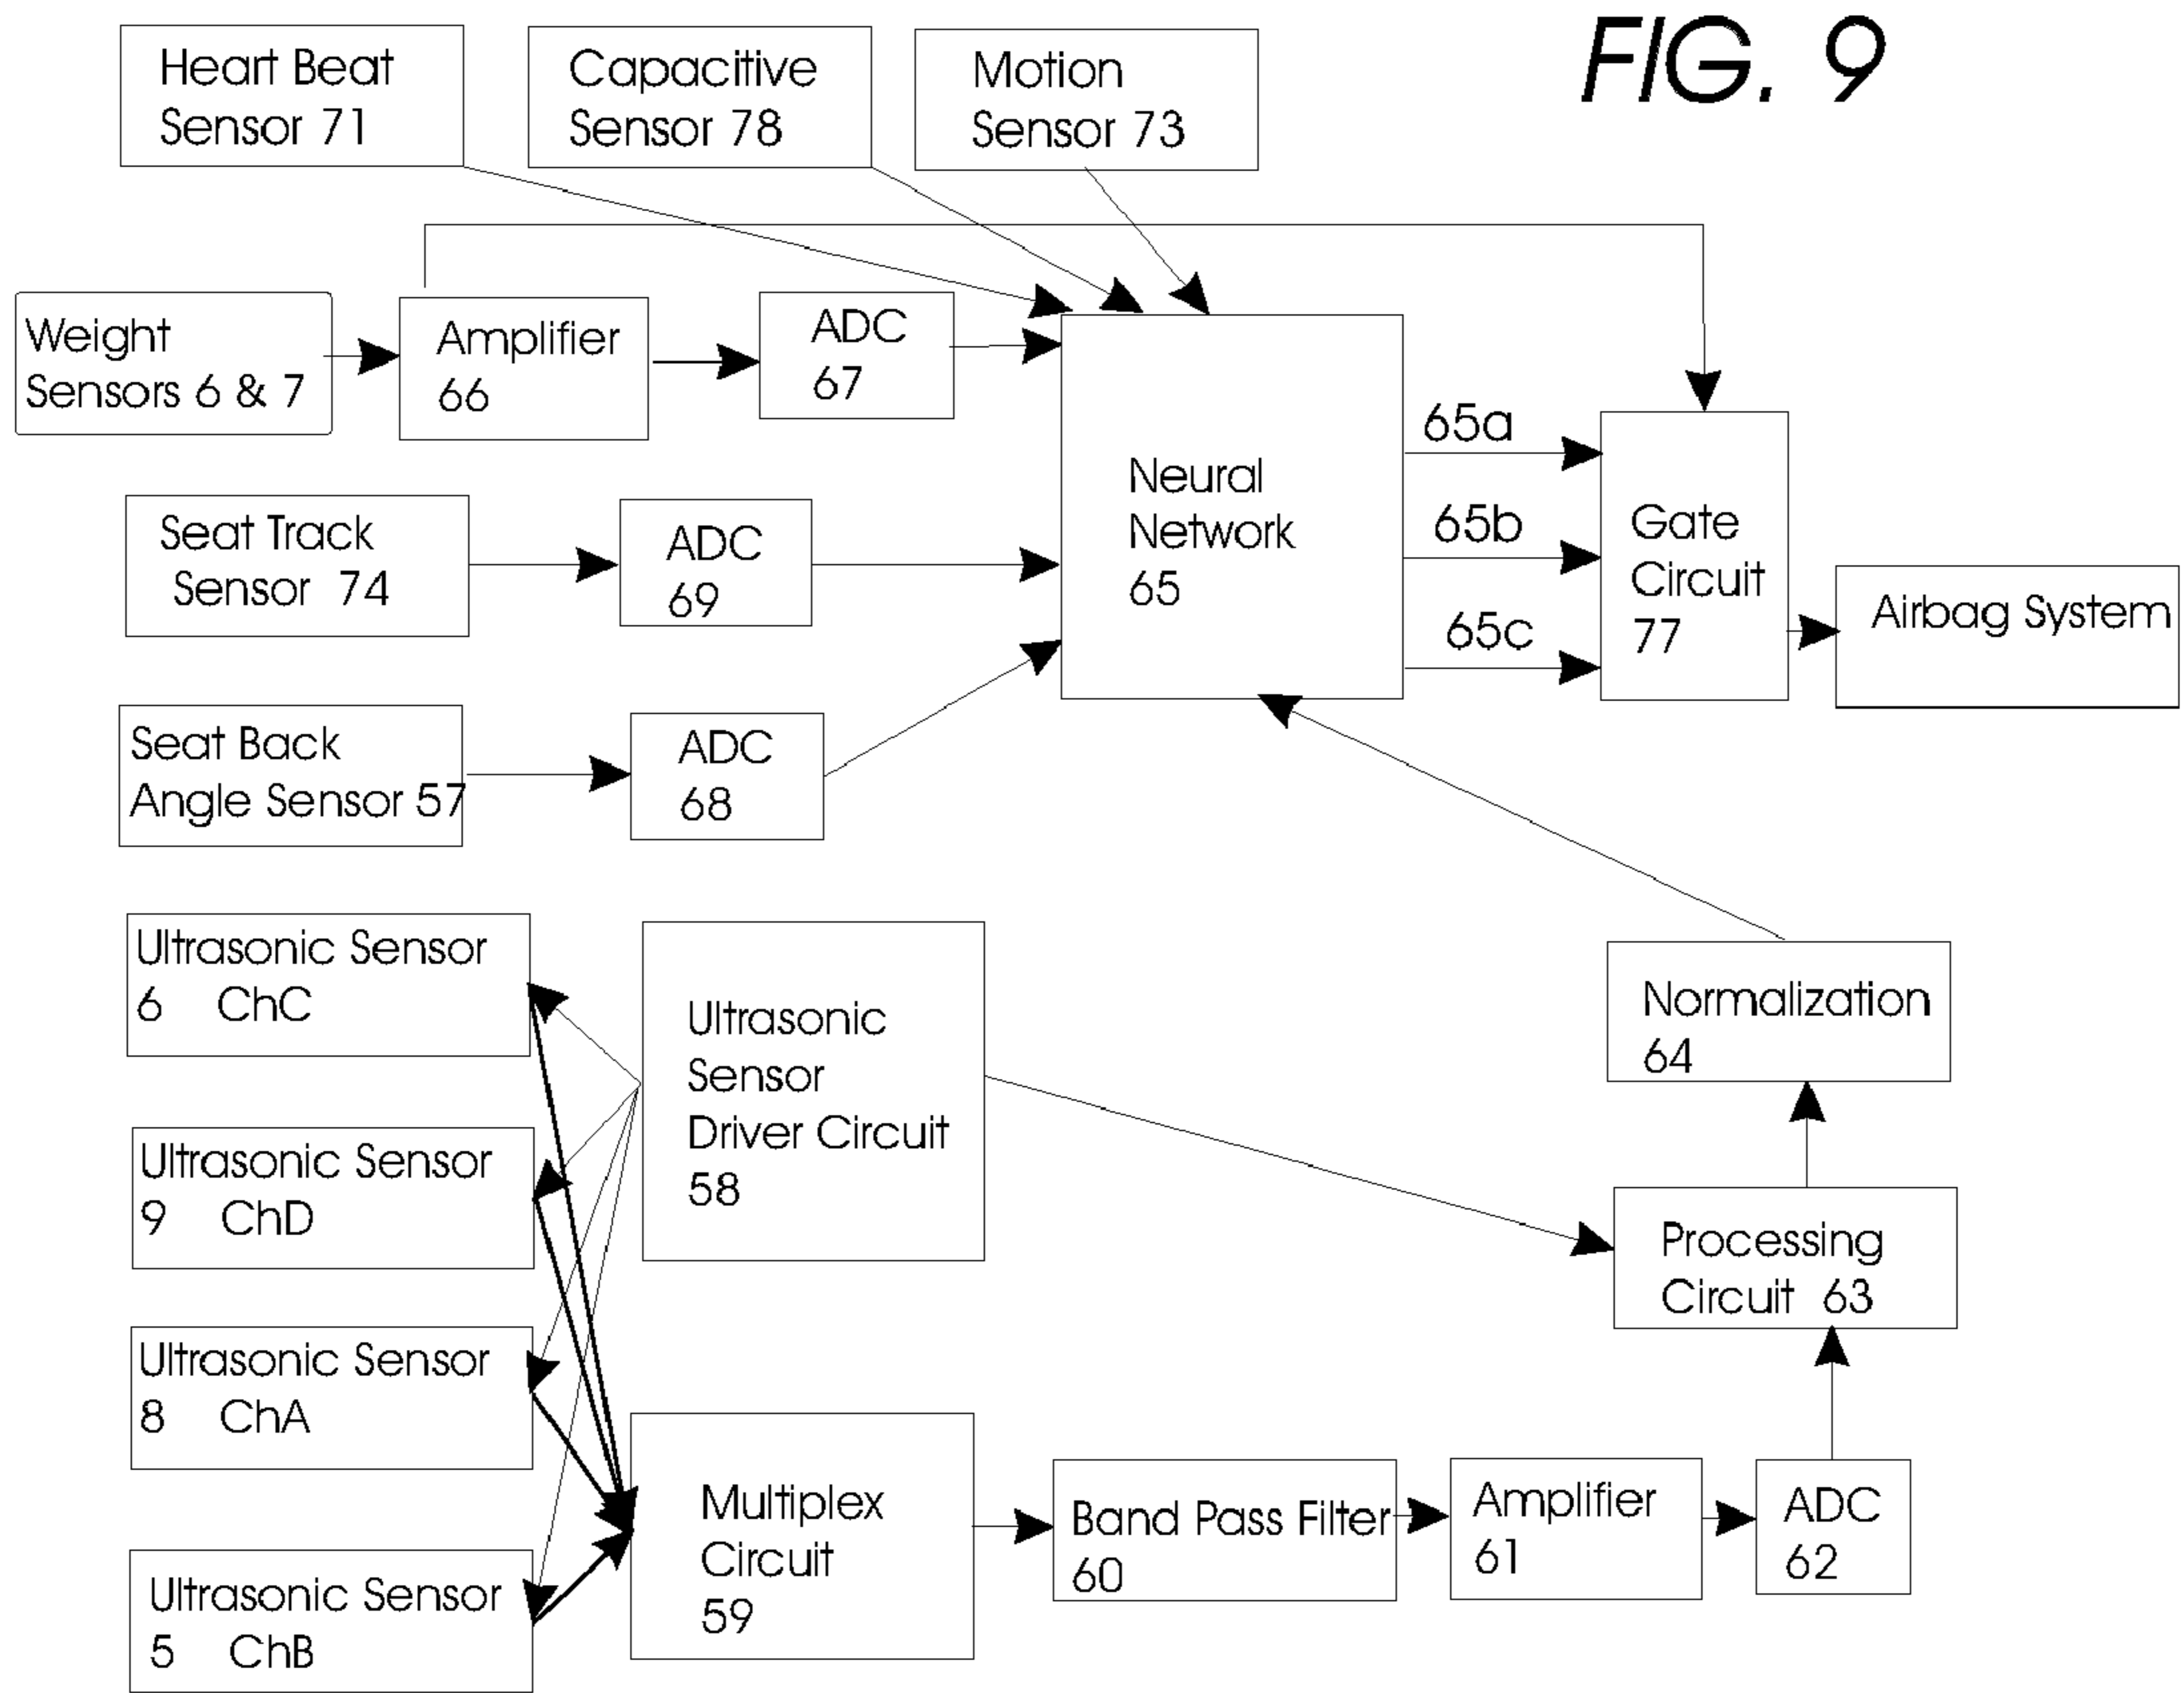 FIG. 9
Heart Beat
Sensor 71
Capacitive
Sensor 78
Motion
Sensor 73
Weight
Sensors 6 & 7
Amplifier
66
ADC
67
Neural
Network
65
65a
65b
65c
Gate
Circuit
77
Airbag System
Seat Track
Sensor 74
ADC
69
Seat Back
Angle Sensor 57
ADC
68
Ultrasonic Sensor
6 ChC
Ultrasonic
Sensor
Driver Circuit
58
Normalization
64
Ultrasonic Sensor
9 ChD
Processing
Circuit 63
Ultrasonic Sensor
8 ChA
Multiplex
Circuit
59
Band Pass Filter
60
Amplifier
61
ADC
62
Ultrasonic Sensor
5 ChB